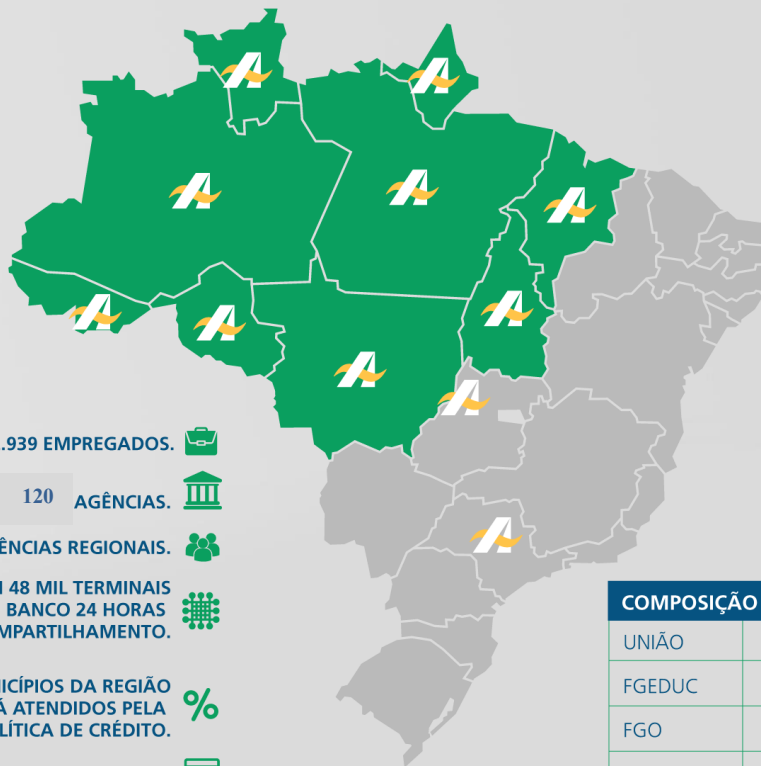 .939 EMPREGADOS.
120 AGÊNCIAS.
ÊNCIAS REGIONAIS.
48 MIL TERMINAIS
BANCO 24 HORAS
MPARTILHAMENTO.
ICÍPIOS DA REGIÃO
Á ATENDIDOS PELA
LÍTICA DE CRÉDITO.
COMPOSIÇÃO
UNIÃO
FGEDUC
FGO